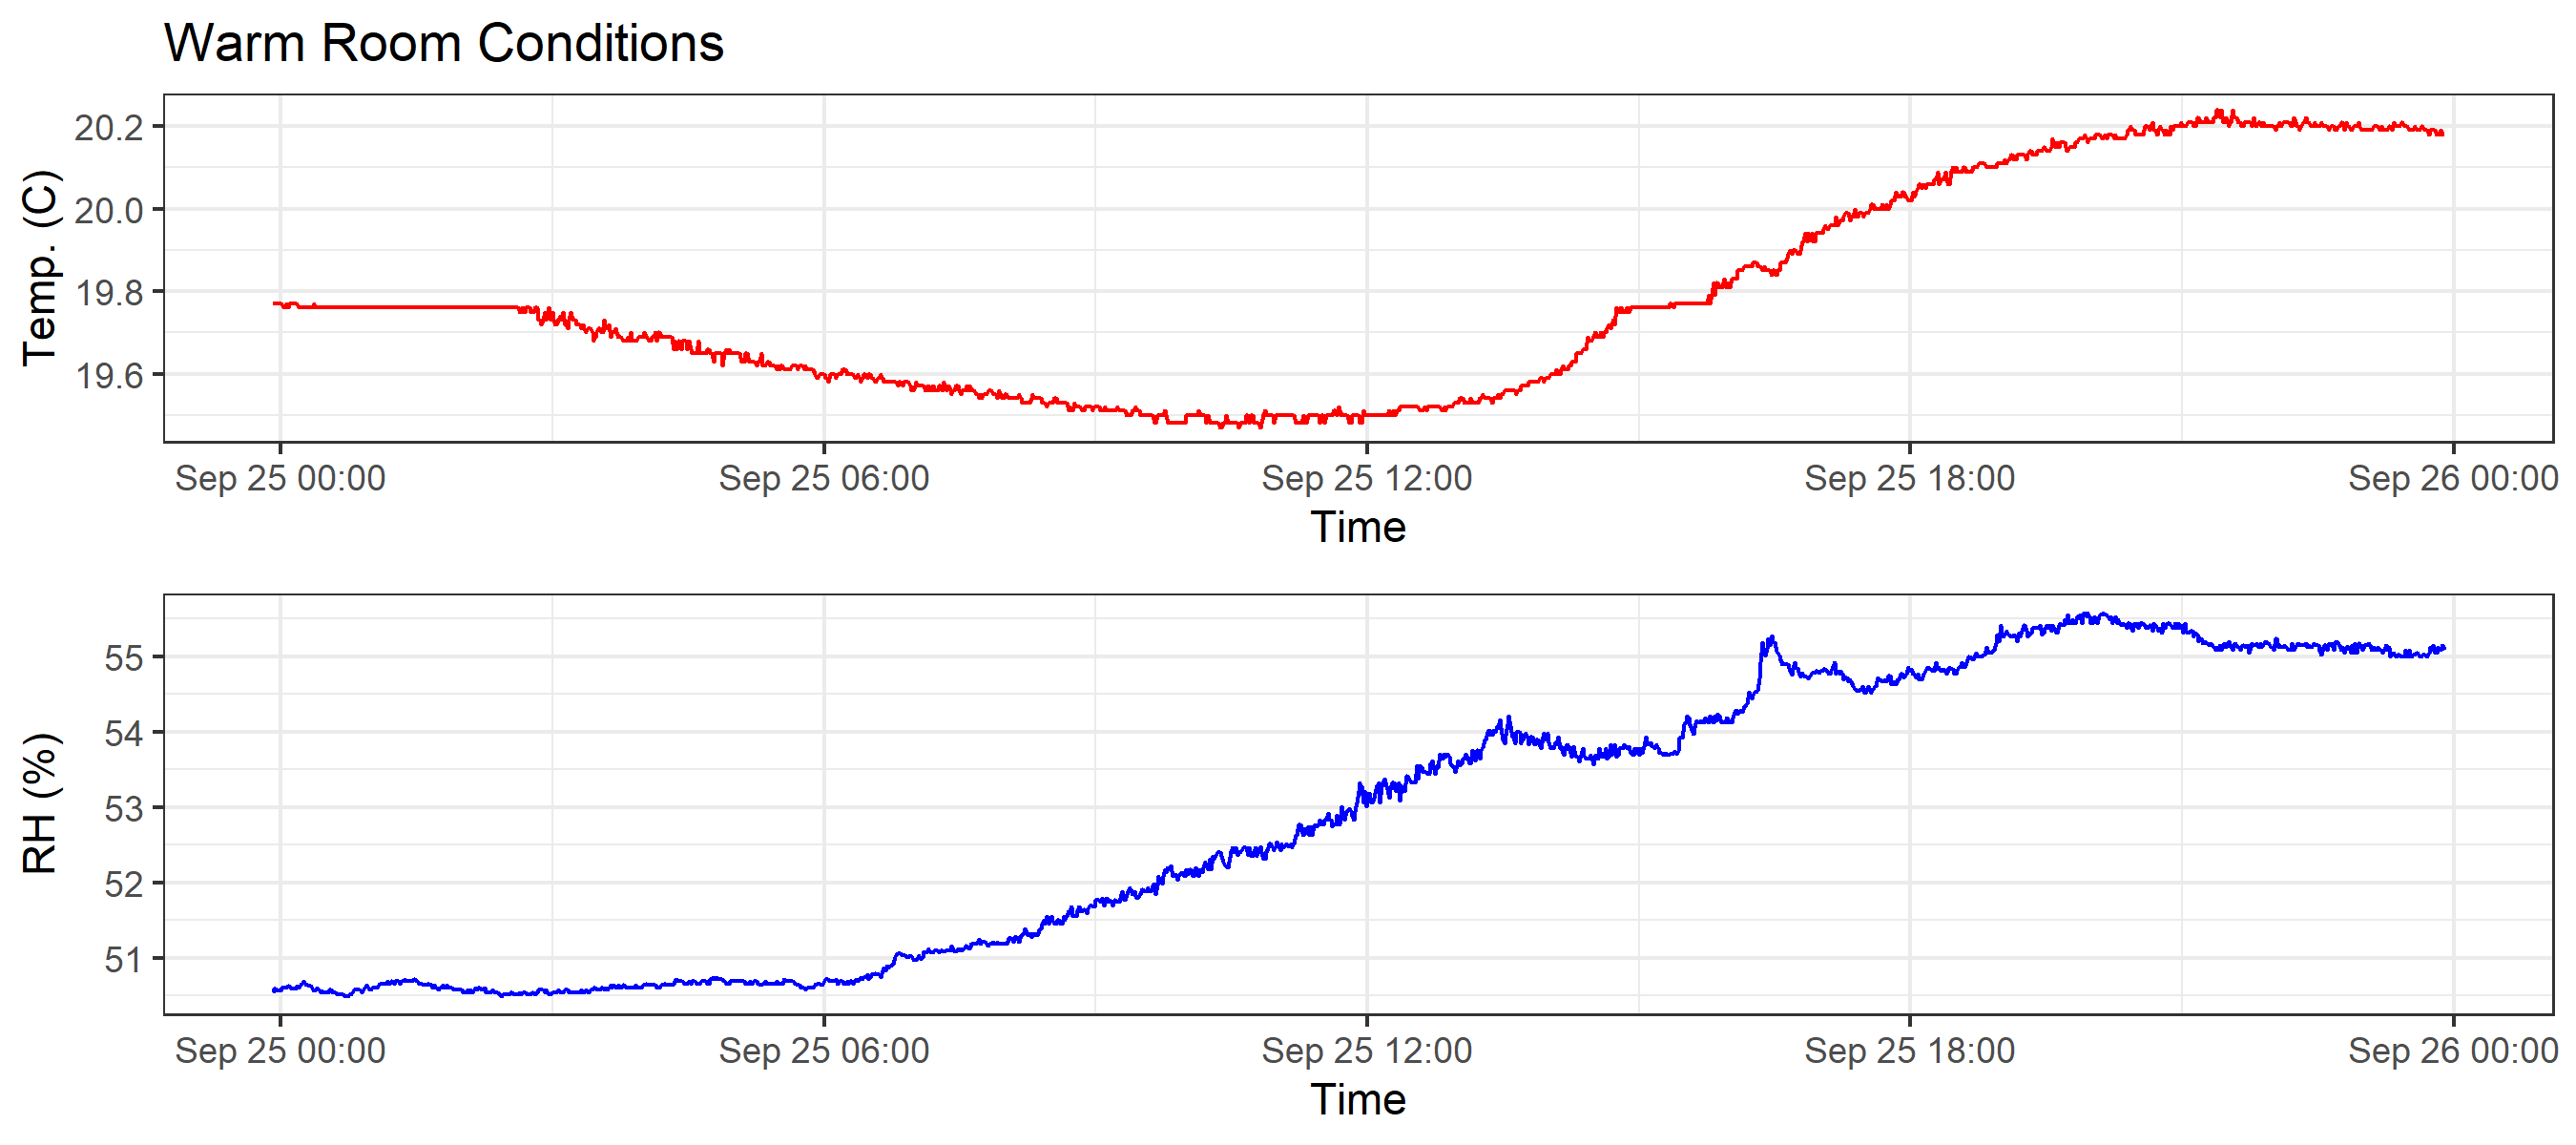 Warm Room Conditions
Temp. (C)
20.2
20.0
19.8
19.6
Sep 25 00:00 Sep 25 06:00 Sep 25 12:00 Sep 25 18:00 Sep 26 00:00
Time
RH (%)
55
54
53
52
51
Sep 25 00:00 Sep 25 06:00 Sep 25 12:00 Sep 25 18:00 Sep 26 00:00
Time